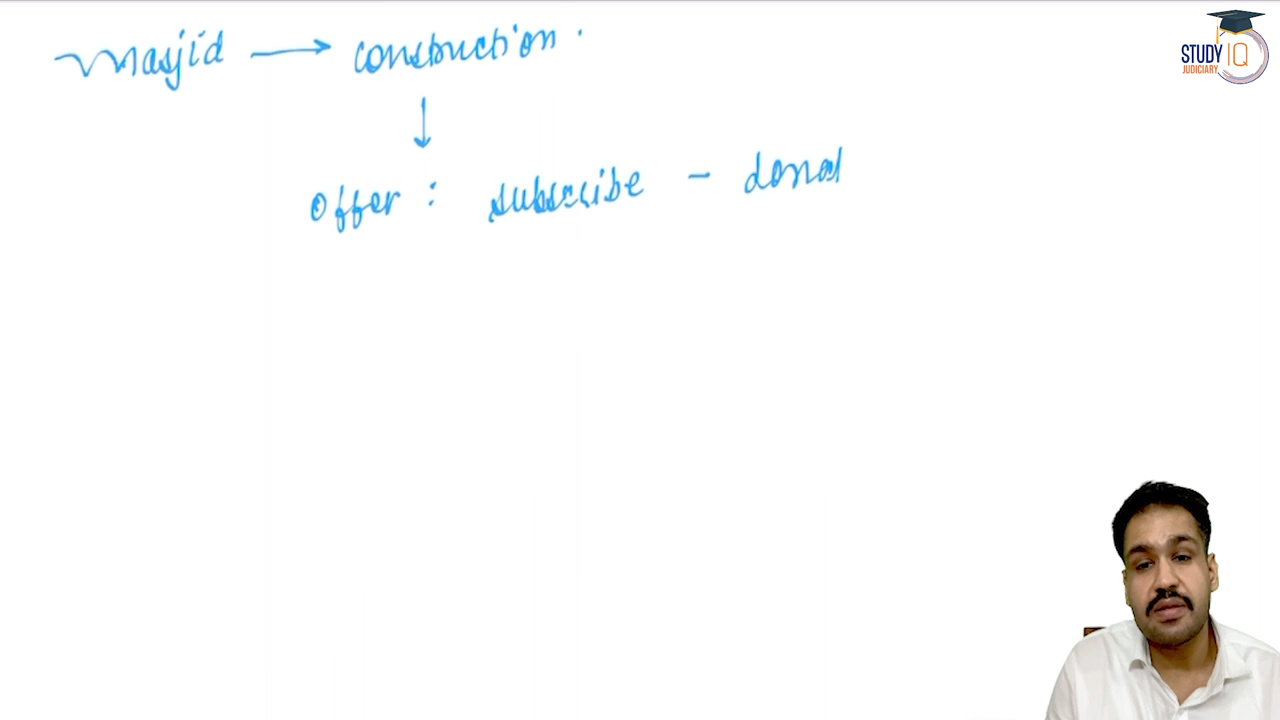 Masjid → construction.
↓
Offer : subscribe - donat
STUDY IQ
JUDICIARY